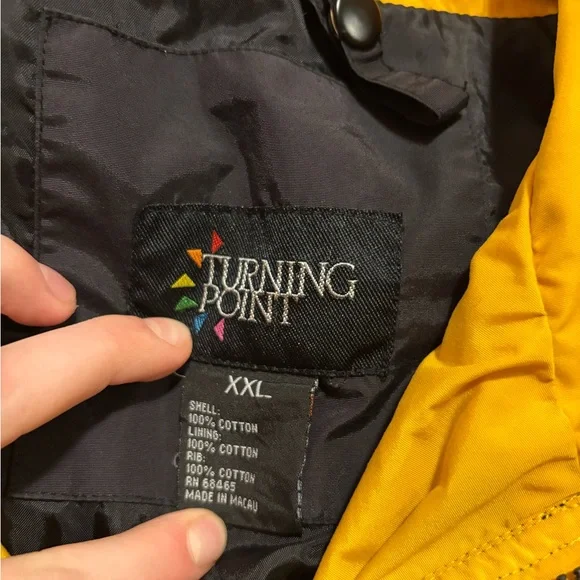 TURNING
POINT
XXL
SHELL:
100% COTTON
LINING:
100% COTTON
RIB:
100% COTTON
RN 68465
MADE IN MACAU